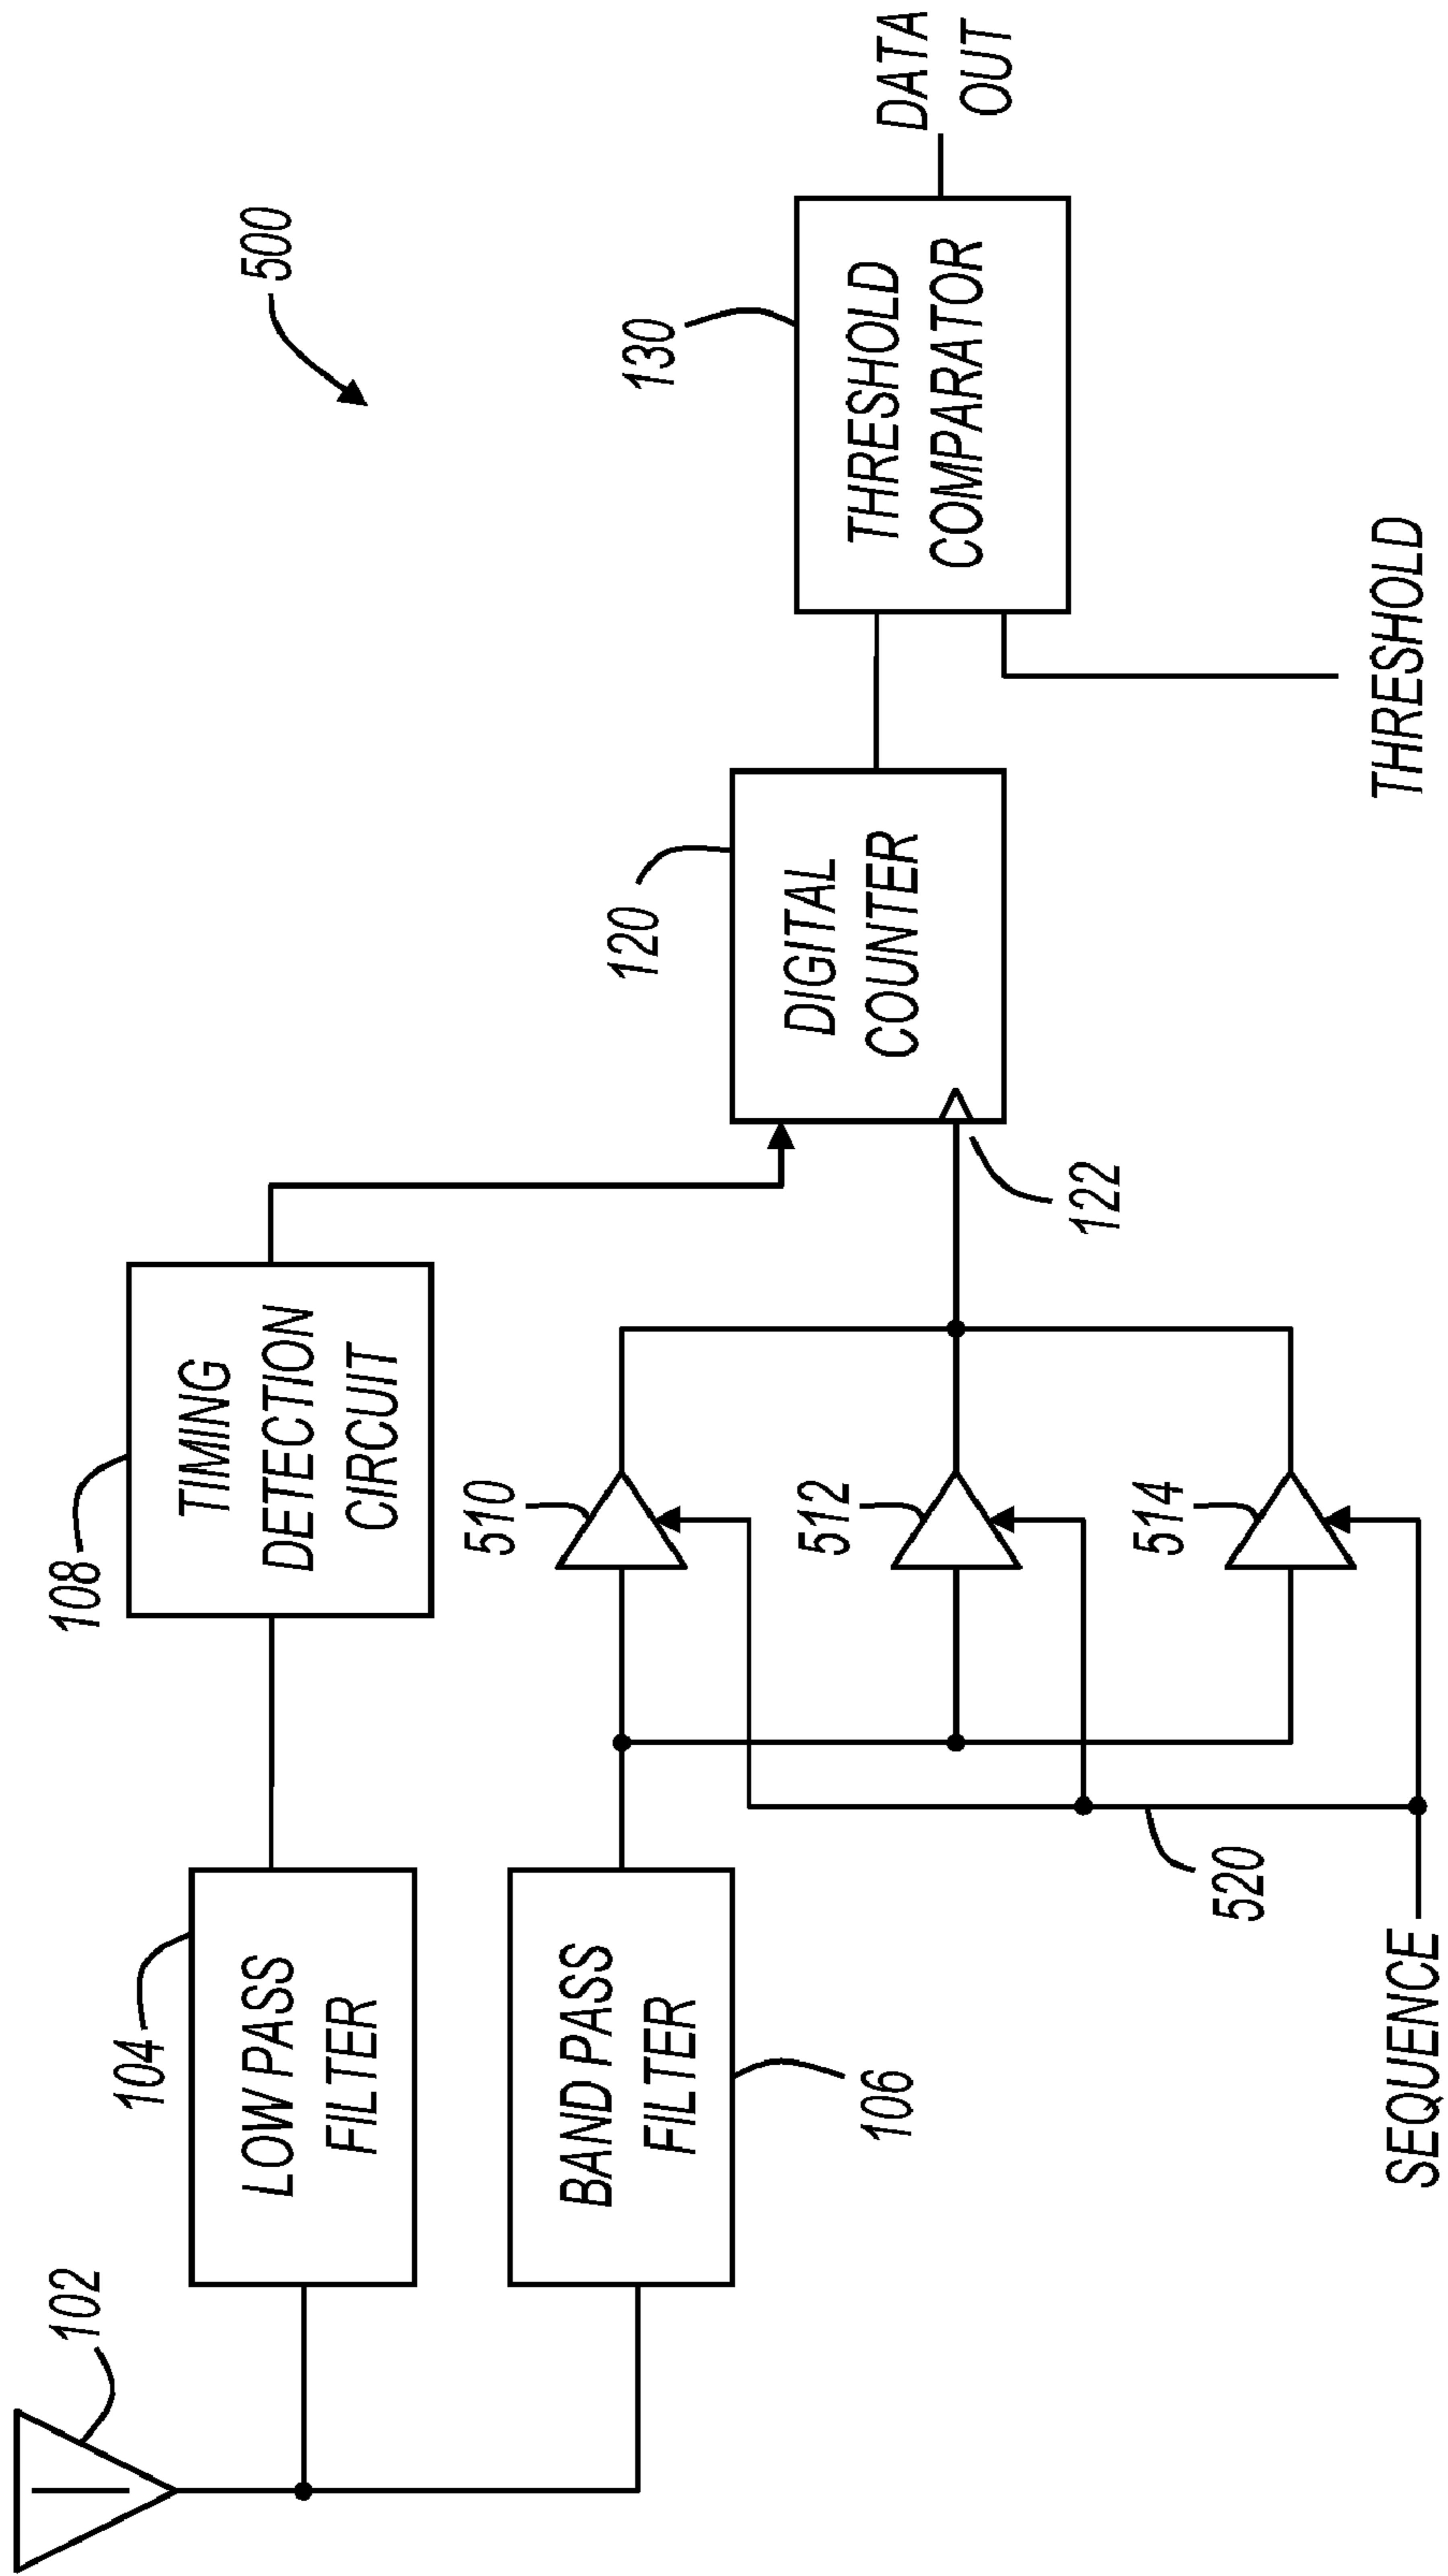 500
102
104
LOW PASS
FILTER
108
TIMING
DETECTION
CIRCUIT
BAND PASS
FILTER
106
510
512
514
520
SEQUENCE
120
DIGITAL
COUNTER
122
130
THRESHOLD
COMPARATOR
THRESHOLD
DATA
OUT